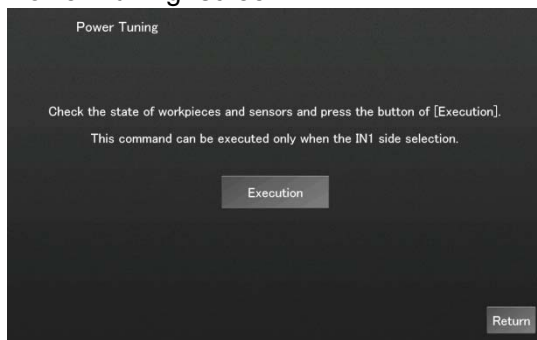 Power Tuning
Check the state of workpieces and sensors and press the button of [Execution].
This command can be executed only when the IN1 side selection.
Execution
Return